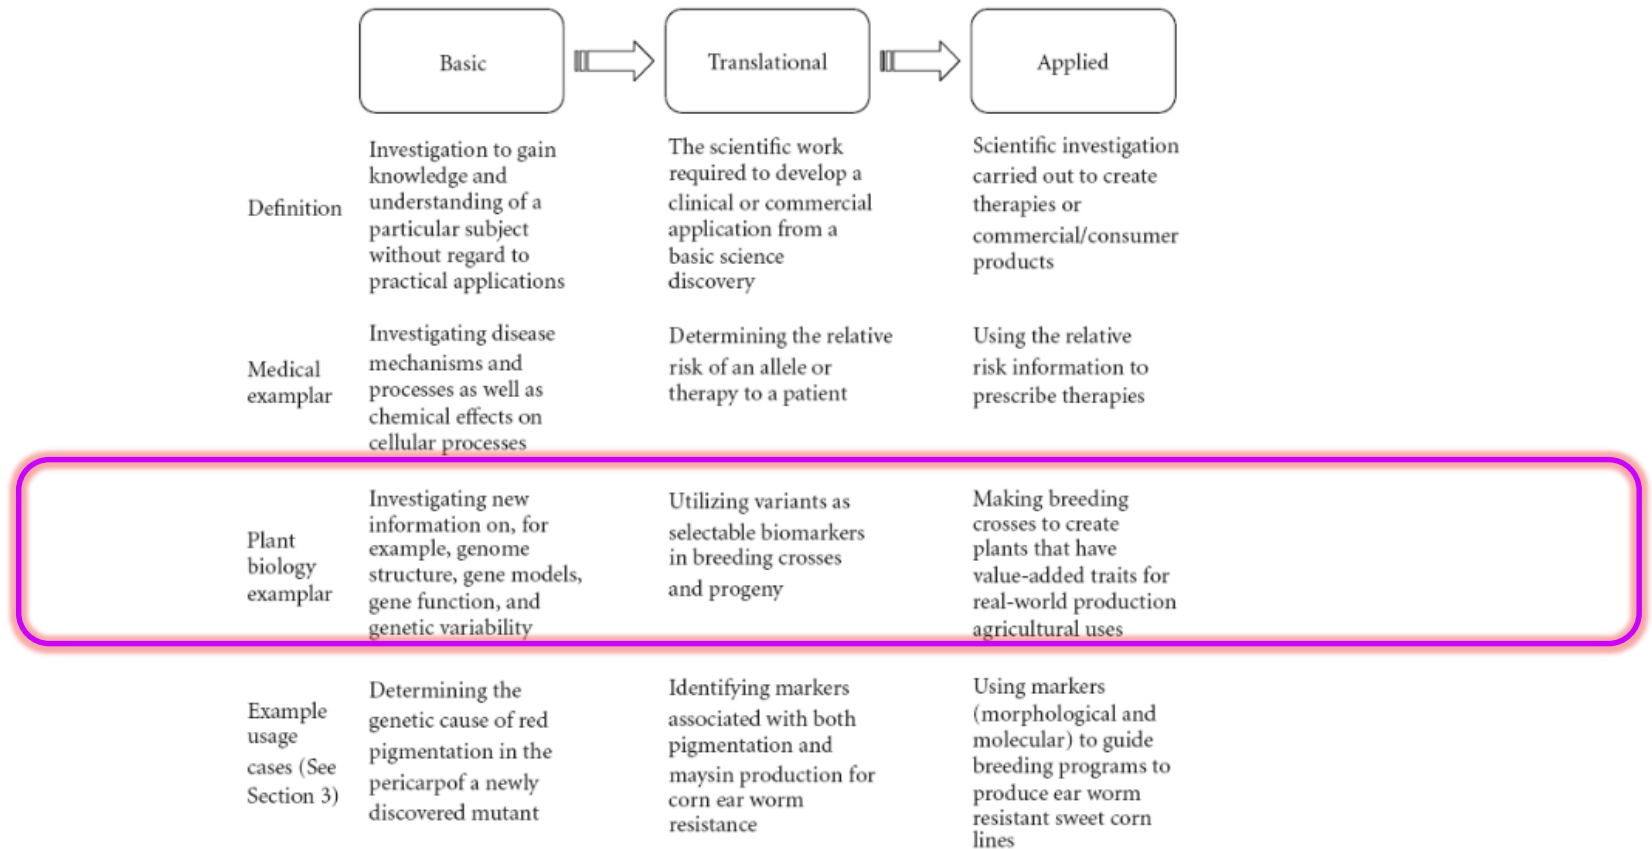 Basic
Translational
Applied
Definition
Investigation to gain
knowledge and
understanding of a
particular subject
without regard to
practical applications
The scientific work
required to develop a
clinical or commercial
application from a
basic science
discovery
Scientific investigation
carried out to create
therapies or
commercial/consumer
products
Medical
examplar
Investigating disease
mechanisms and
processes as well as
chemical effects on
cellular processes
Determining the relative
risk of an allele or
therapy to a patient
Using the relative
risk information to
prescribe therapies
Plant
biology
examplar
Investigating new
information on, for
example, genome
structure, gene models,
gene function, and
genetic variability
Utilizing variants as
selectable biomarkers
in breeding crosses
and progeny
Making breeding
crosses to create
plants that have
value-added traits for
real-world production
agricultural uses
Example
usage
cases (See
Section 3)
Determining the
genetic cause of red
pigmentation in the
pericarpof a newly
discovered mutant
Identifying markers
associated with both
pigmentation and
maysin production for
corn ear worm
resistance
Using markers
(morphological and
molecular) to guide
breeding programs to
produce ear worm
resistant sweet corn
lines